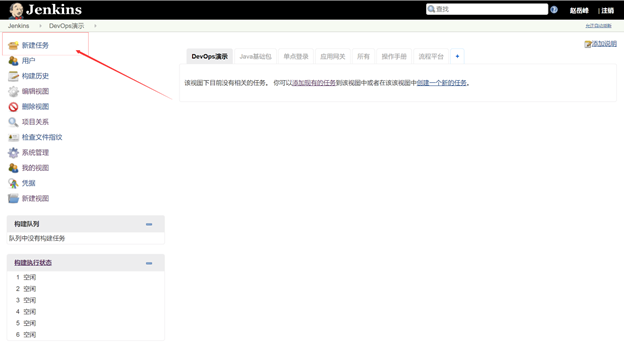 Jenkins
查找
赵岳峰 | 注销
Jenkins DevOps演示
允许自动刷新
新建任务
用户
构建历史
编辑视图
删除视图
项目关系
检查文件指纹
系统管理
我的视图
凭据
新建视图
构建队列
队列中没有构建任务
构建执行状态
1 空闲
2 空闲
3 空闲
4 空闲
5 空闲
6 空闲
添加说明
DevOps演示 Java基础包 单点登录 应用网关 所有 操作手册 流程平台 +
该视图下目前没有相关的任务。 你可以添加现有的任务到该视图中或者在该视图中创建一个新的任务。